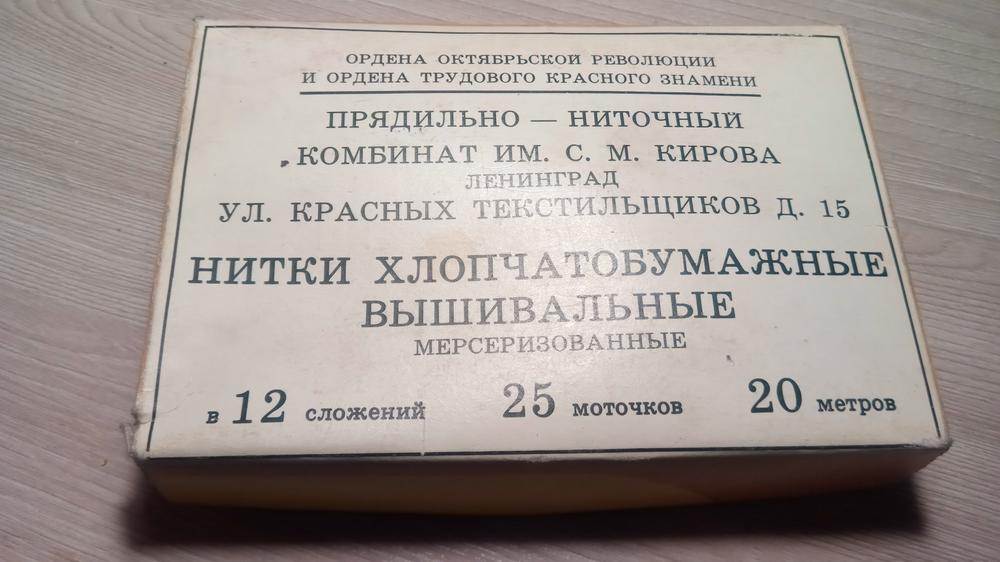 ОРДЕНА ОКТЯБРЬСКОЙ РЕВОЛЮЦИИ
И ОРДЕНА ТРУДОВОГО КРАСНОГО ЗНАМЕНИ
ПРЯДИЛЬНО — НИТОЧНЫЙ
КОМБИНАТ ИМ. С. М. КИРОВА
ЛЕНИНГРАД
УЛ. КРАСНЫХ ТЕКСТИЛЬЩИКОВ Д. 15
НИТКИ ХЛОПЧАТОБУМАЖНЫЕ
ВЫШИВАЛЬНЫЕ
МЕРСЕРИЗОВАННЫЕ
в 12 сложений 25 моточков 20 метров